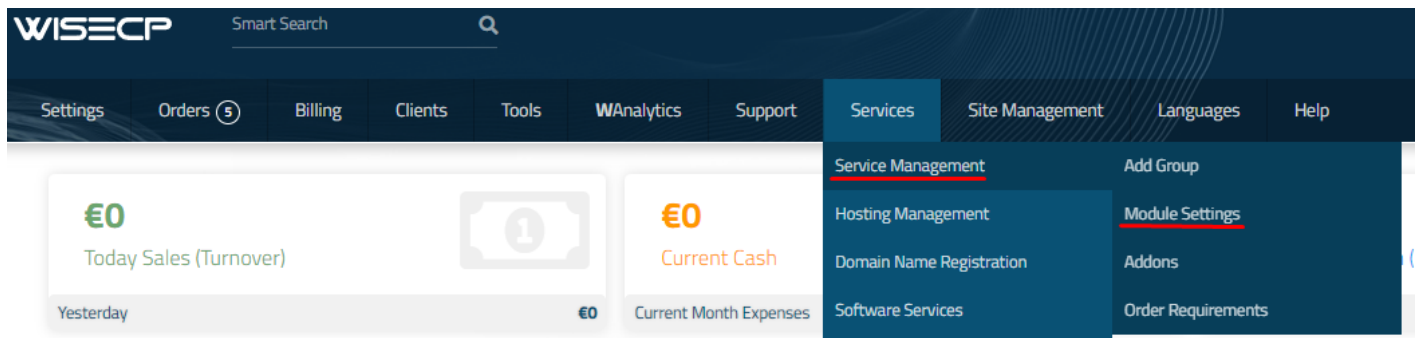 WISECP
Smart Search
Settings Orders 5 Billing Clients Tools WAnalytics Support Services Site Management Languages Help
Service Management Add Group
Hosting Management Module Settings
Domain Name Registration Addons
Software Services Order Requirements
€0
Today Sales (Turnover)
Yesterday €0
€0
Current Cash
Current Month Expenses